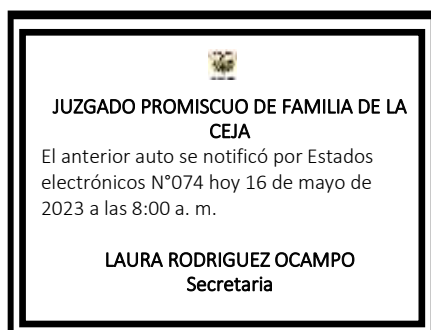 JUZGADO PROMISCUO DE FAMILIA DE LA
CEJA
El anterior auto se notificó por Estados
electrónicos N°074 hoy 16 de mayo de
2023 a las 8:00 a. m.
LAURA RODRIGUEZ OCAMPO
Secretaria